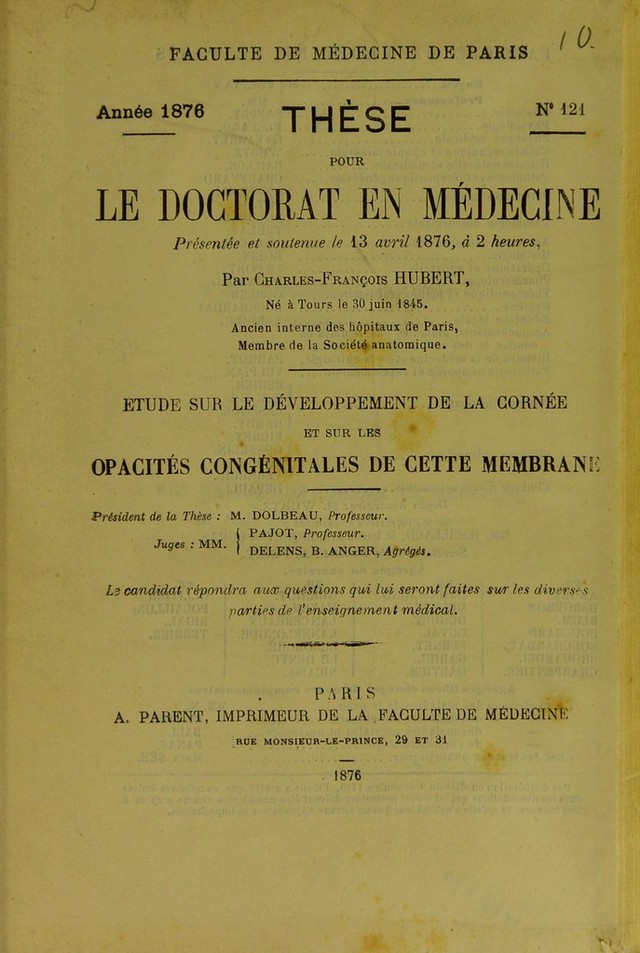 10.
FACULTE DE MÉDECINE DE PARIS
Année 1876 THÈSE N° 121
POUR
LE DOCTORAT EN MÉDECINE
Présentée et soutenue le 13 avril 1876, à 2 heures,
Par CHARLES-FRANÇOIS HUBERT,
Né à Tours le 30 juin 1845.
Ancien interne des hôpitaux de Paris,
Membre de la Société anatomique.
ETUDE SUR LE DÉVELOPPEMENT DE LA CORNÉE
ET SUR LES
OPACITÉS CONGÉNITALES DE CETTE MEMBRANE
Président de la Thèse : M. DOLBEAU, Professeur.
Juges : MM. { PAJOT, Professeur.
DELENS, B. ANGER, Agrégés.
Le candidat répondra aux questions qui lui seront faites sur les diverses
parties de l'enseignement médical.
PARIS
A. PARENT, IMPRIMEUR DE LA FACULTE DE MÉDECINE
RUE MONSIEUR-LE-PRINCE, 29 ET 31
1876